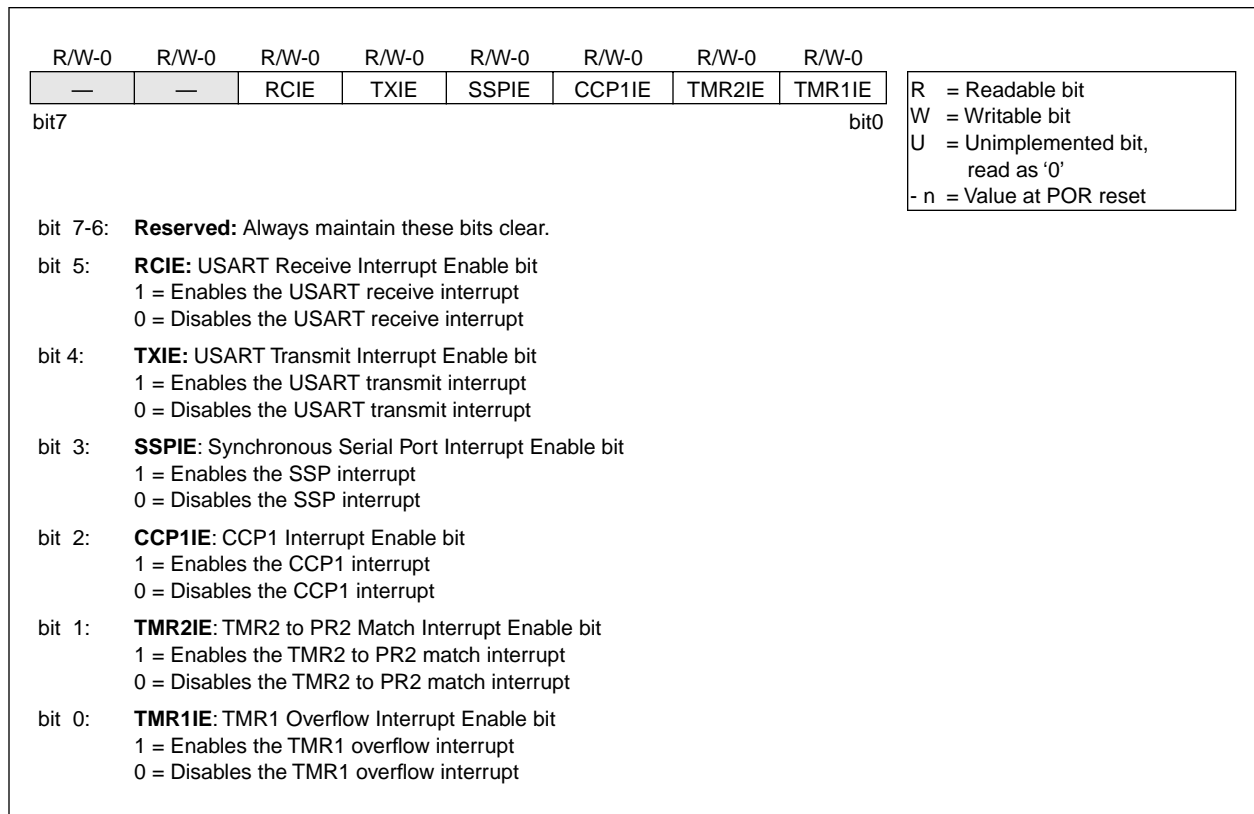 R/W-0 R/W-0 R/W-0 R/W-0 R/W-0 R/W-0 R/W-0 R/W-0
— — RCIE TXIE SSPIE CCP1IE TMR2IE TMR1IE
bit7 bit0
R = Readable bit
W = Writable bit
U = Unimplemented bit,
read as ‘0’
- n = Value at POR reset
bit 7-6: Reserved: Always maintain these bits clear.
bit 5: RCIE: USART Receive Interrupt Enable bit
1 = Enables the USART receive interrupt
0 = Disables the USART receive interrupt
bit 4: TXIE: USART Transmit Interrupt Enable bit
1 = Enables the USART transmit interrupt
0 = Disables the USART transmit interrupt
bit 3: SSPIE: Synchronous Serial Port Interrupt Enable bit
1 = Enables the SSP interrupt
0 = Disables the SSP interrupt
bit 2: CCP1IE: CCP1 Interrupt Enable bit
1 = Enables the CCP1 interrupt
0 = Disables the CCP1 interrupt
bit 1: TMR2IE: TMR2 to PR2 Match Interrupt Enable bit
1 = Enables the TMR2 to PR2 match interrupt
0 = Disables the TMR2 to PR2 match interrupt
bit 0: TMR1IE: TMR1 Overflow Interrupt Enable bit
1 = Enables the TMR1 overflow interrupt
0 = Disables the TMR1 overflow interrupt